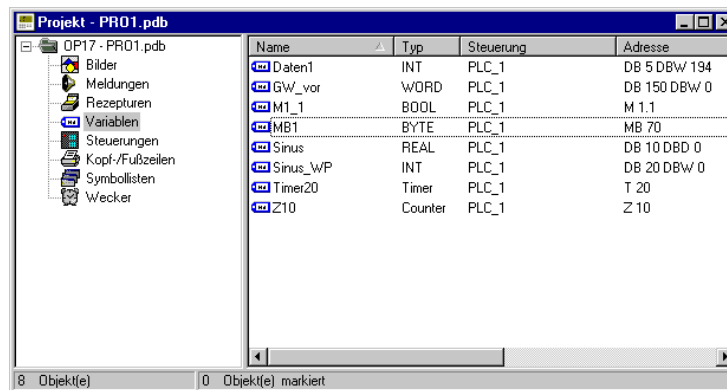 Projekt - PRO1.pdb
OP17 - PRO1.pdb
Bilder
Meldungen
Rezepturen
Variablen
Steuerungen
Kopf-/Fußzeilen
Symbollisten
Wecker
Name Typ Steuerung Adresse
Daten1 INT PLC_1 DB 5 DBW 194
GW_vor WORD PLC_1 DB 150 DBW 0
M1_1 BOOL PLC_1 M 1.1
MB1 BYTE PLC_1 MB 70
Sinus REAL PLC_1 DB 10 DBD 0
Sinus_WP INT PLC_1 DB 20 DBW 0
Timer20 Timer PLC_1 T 20
Z10 Counter PLC_1 Z 10
8 Objekt(e) 0 Objekt(e) markiert